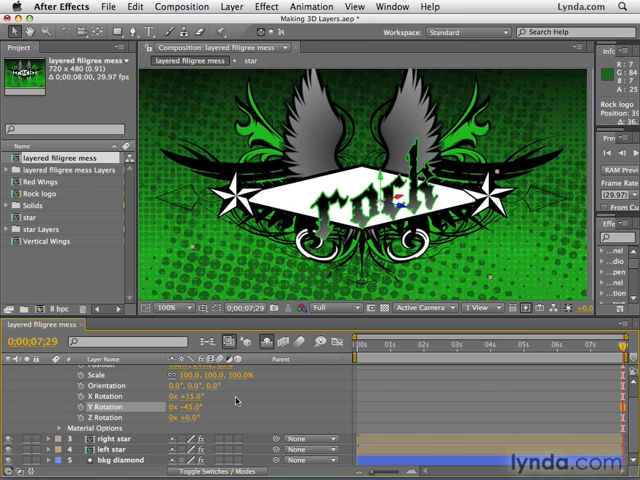 After Effects File Edit Composition Layer Effect Animation View Window Help Lynda.com
Making 3D Layers.aep *
Workspace: Standard Search Help
Project
Composition: layered filigree mess
Info
layered filigree mess star
layered filigree mess
720 x 480 (0.91)
Δ 0;00;08;00, 29.97 fps
R : 7
G : 84
B : 7
A : 25
Rock logo
Position: 39
Δ: 36.
rock
Name
layered filigree mess
layered filigree mess Layers
Red Wings
Rock logo
Solids
star
star Layers
Vertical Wings
Pre
RAM Previ
Frame Rate
(29.97)
From Cu
Effe
...nel
...dio
...pen
...nel
...des
...s
8 bpc
100% 0;00;07;29 Full Active Camera 1 View +0.0
layered filigree mess
0;00;07;29
1:00s 01s 02s 03s 04s 05s 06s 07s
# Layer Name Parent
Scale 100.0, 100.0, 100.0%
Orientation 0.0°, 0.0°, 0.0°
X Rotation 0x +15.0°
Y Rotation 0x -45.0°
Z Rotation 0x +0.0°
Material Options
3 right star None
4 left star None
5 bkg diamond None
Toggle Switches / Modes
lynda.com